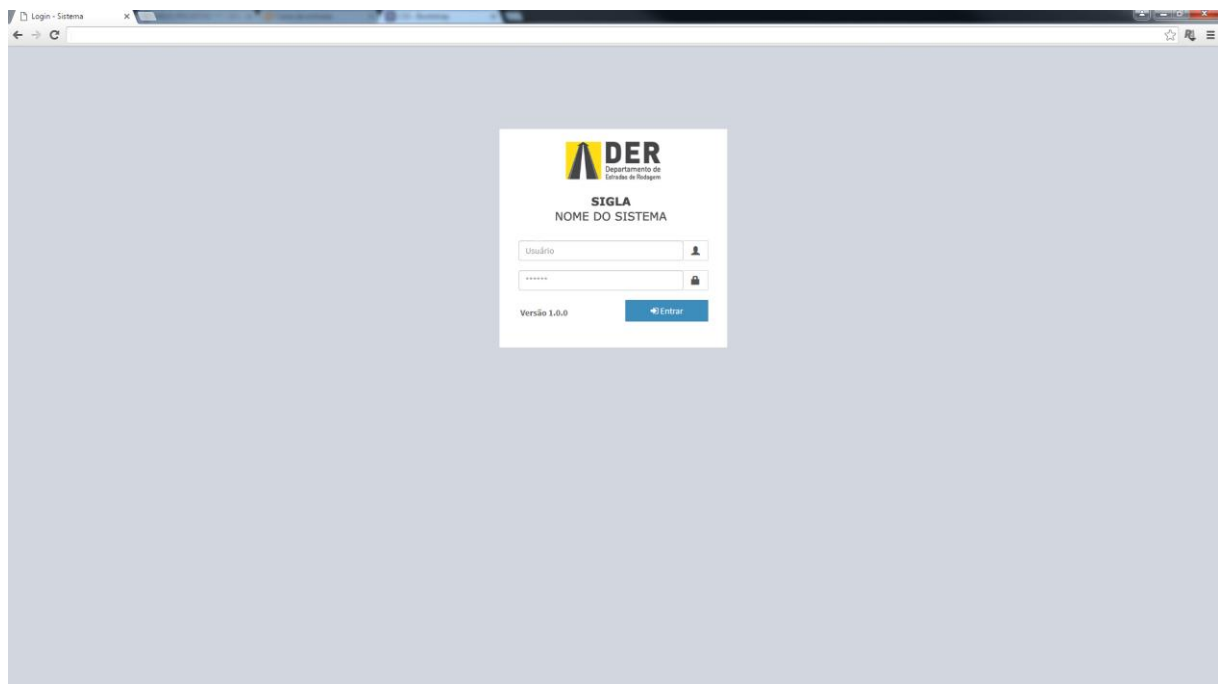 Login - Sistema
DER
Departamento de
Estradas de Rodagem
SIGLA
NOME DO SISTEMA
Usuário
******
Versão 1.0.0
Entrar